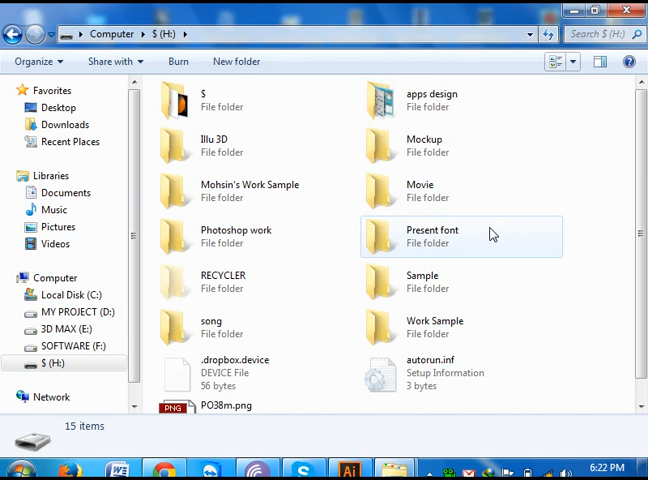 Computer ▸ $ (H:) ▸
Search $ (H:)
Organize ▾ Share with ▾ Burn New folder
Favorites
Desktop
Downloads
Recent Places
Libraries
Documents
Music
Pictures
Videos
Computer
Local Disk (C:)
MY PROJECT (D:)
3D MAX (E:)
SOFTWARE (F:)
$ (H:)
Network
$
File folder
apps design
File folder
Illu 3D
File folder
Mockup
File folder
Mohsin's Work Sample
File folder
Movie
File folder
Photoshop work
File folder
Present font
File folder
RECYCLER
File folder
Sample
File folder
song
File folder
Work Sample
File folder
.dropbox.device
DEVICE File
56 bytes
autorun.inf
Setup Information
3 bytes
PNG
PO38m.png
15 items
W
S
Ai
6:22 PM